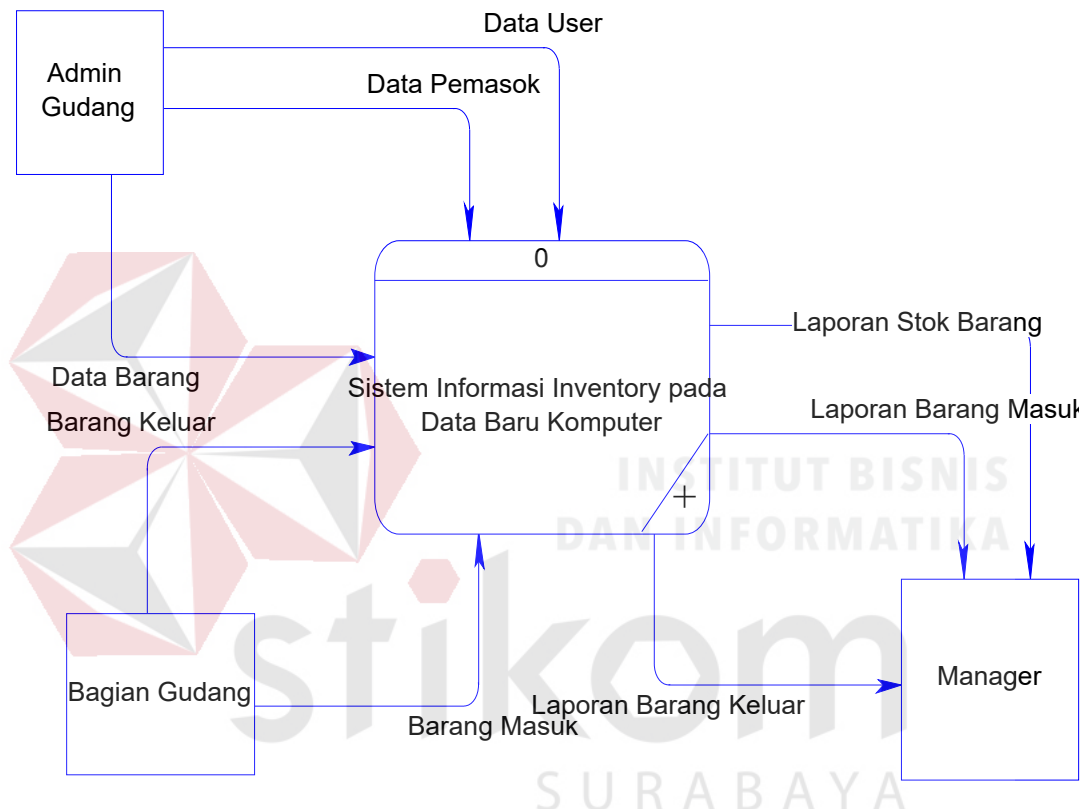 Data User
Admin
Gudang
Data Pemasok
0
Laporan Stok Barang
Data Barang
Sistem Informasi Inventory pada
Data Baru Komputer
Barang Keluar
Laporan Barang Masuk
INSTITUT BISNIS
DAN INFORMATIKA
+
stikom
Bagian Gudang
Manager
Laporan Barang Keluar
Barang Masuk
SURABAYA